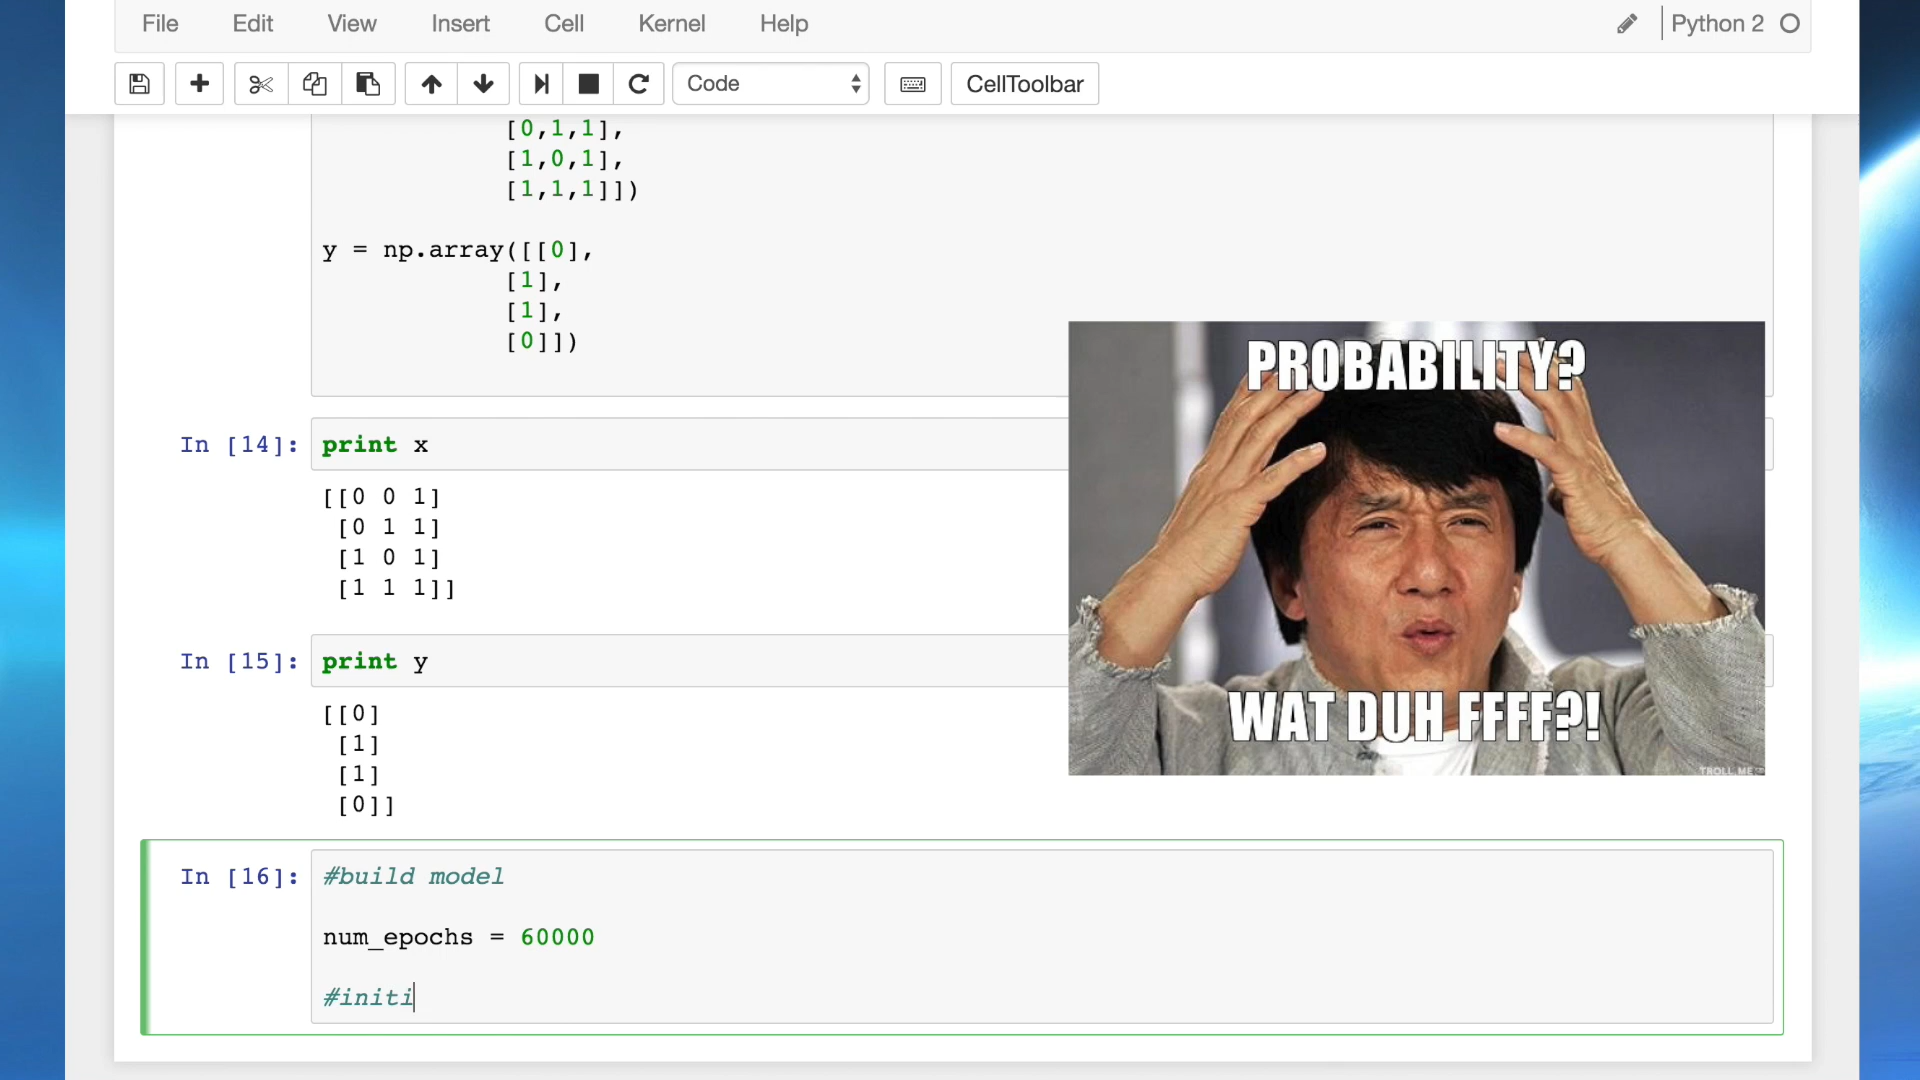 File Edit View Insert Cell Kernel Help Python 2
Code CellToolbar
[0,1,1],
[1,0,1],
[1,1,1]])
y = np.array([[0],
[1],
[1],
[0]])
In [14]: print x
[[0 0 1]
[0 1 1]
[1 0 1]
[1 1 1]]
In [15]: print y
[[0]
[1]
[1]
[0]]
PROBABILITY?
WAT DUH FFFF?!
TROLL.ME
In [16]: #build model
num_epochs = 60000
#initi